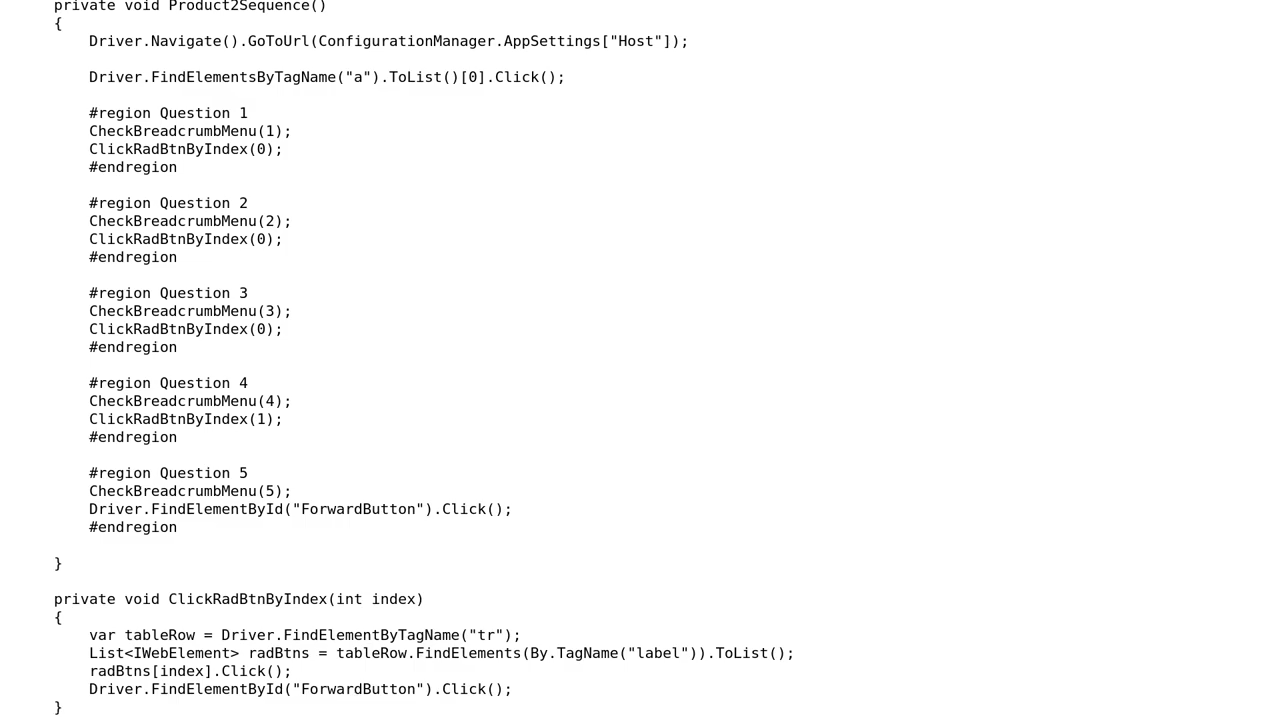 private void Product2Sequence()
{
Driver.Navigate().GoToUrl(ConfigurationManager.AppSettings["Host"]);
Driver.FindElementsByTagName("a").ToList()[0].Click();
#region Question 1
CheckBreadcrumbMenu(1);
ClickRadBtnByIndex(0);
#endregion
#region Question 2
CheckBreadcrumbMenu(2);
ClickRadBtnByIndex(0);
#endregion
#region Question 3
CheckBreadcrumbMenu(3);
ClickRadBtnByIndex(0);
#endregion
#region Question 4
CheckBreadcrumbMenu(4);
ClickRadBtnByIndex(1);
#endregion
#region Question 5
CheckBreadcrumbMenu(5);
Driver.FindElementById("ForwardButton").Click();
#endregion
}
private void ClickRadBtnByIndex(int index)
{
var tableRow = Driver.FindElementByTagName("tr");
List<IWebElement> radBtns = tableRow.FindElements(By.TagName("label")).ToList();
radBtns[index].Click();
Driver.FindElementById("ForwardButton").Click();
}